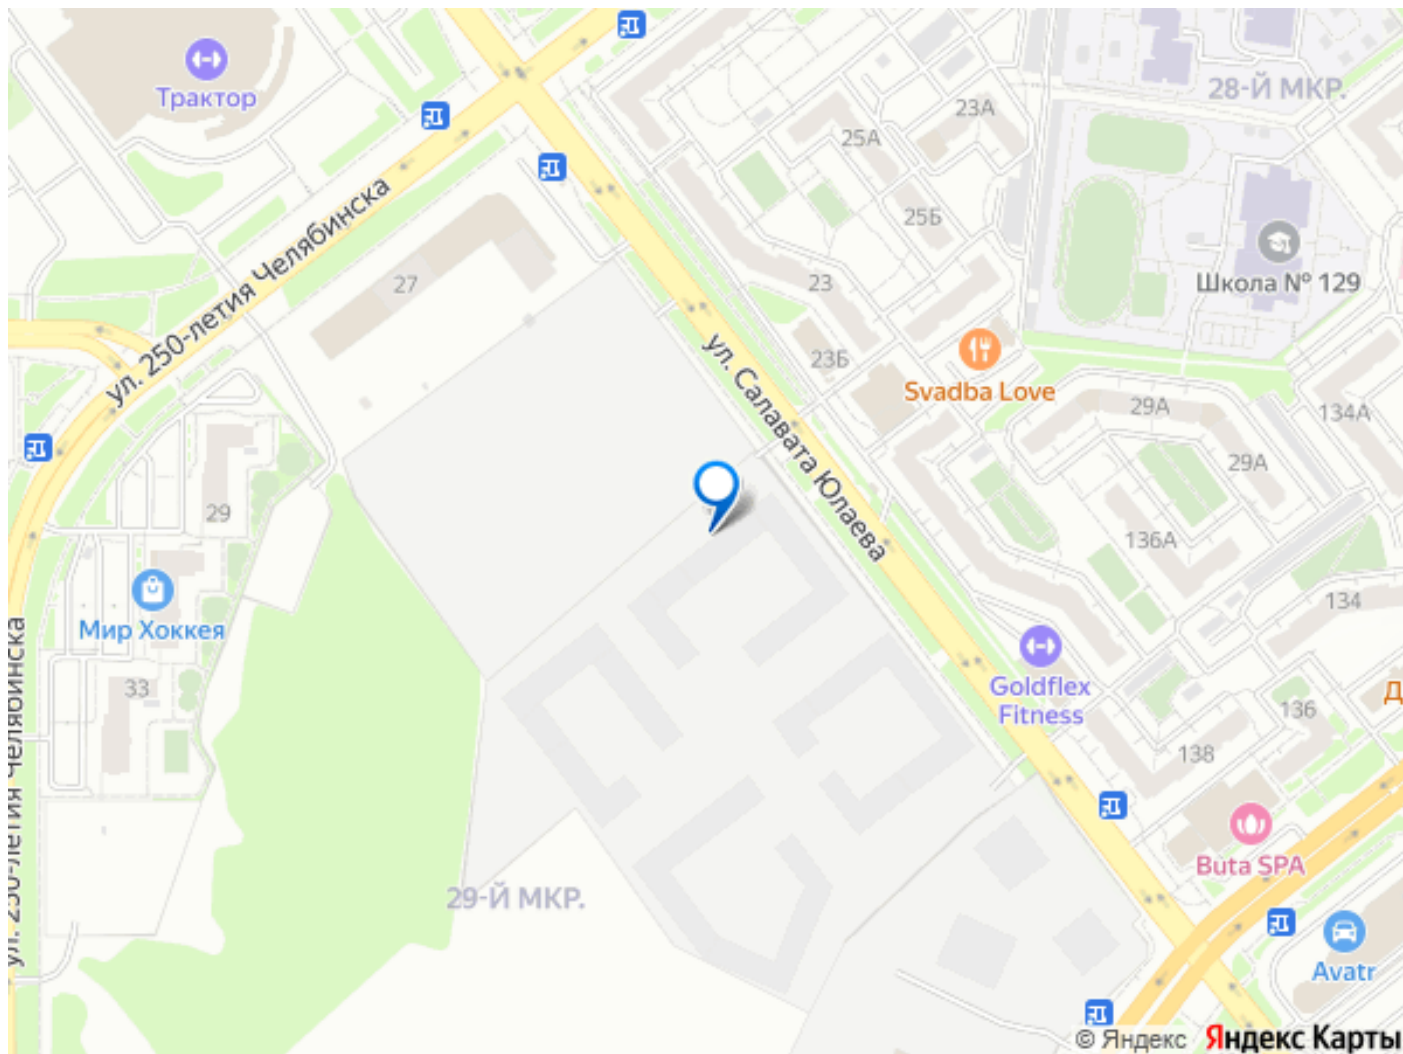 Трактор
28-Й МКР.
23А
25А
25Б
Школа № 129
ул. 250-летия Челябинска
27
23
ул. Салавата Юлаева
23Б
Svadba Love
29А
134А
29А
29
136А
134
Мир Хоккея
ул. 250-летия Челябинска
33
Goldflex
Fitness
Д
136
138
Buta SPA
29-Й МКР.
Avatr
© Яндекс Яндекс Карты